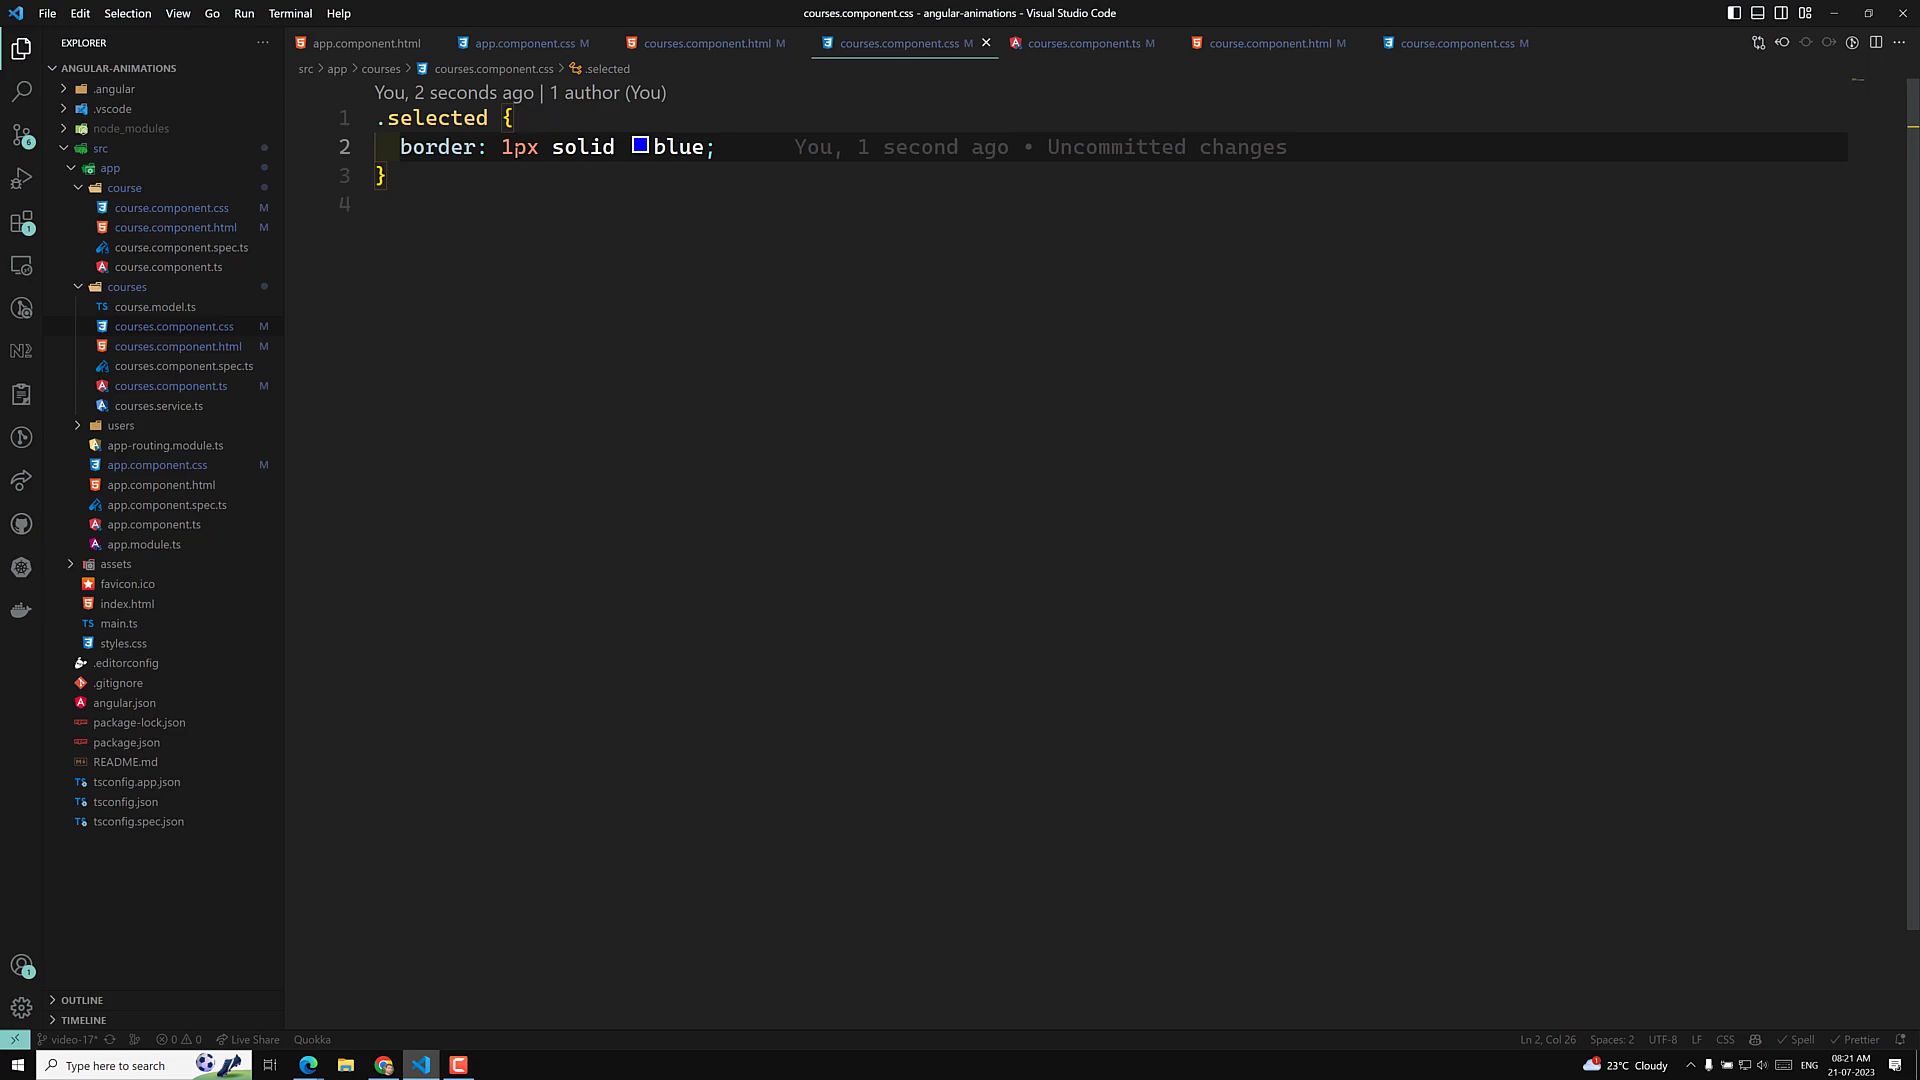 File Edit Selection View Go Run Terminal Help
courses.component.css - angular-animations - Visual Studio Code
EXPLORER
app.component.html
app.component.css M
courses.component.html M
courses.component.css M
courses.component.ts M
course.component.html M
course.component.css M
ANGULAR-ANIMATIONS
src > app > courses > courses.component.css > .selected
.angular
.vscode
node_modules
src
app
course
course.component.css M
course.component.html M
course.component.spec.ts
course.component.ts
courses
TS course.model.ts
courses.component.css M
courses.component.html M
courses.component.spec.ts
courses.component.ts M
courses.service.ts
users
app-routing.module.ts
app.component.css M
app.component.html
app.component.spec.ts
app.component.ts
app.module.ts
assets
favicon.ico
index.html
TS main.ts
styles.css
.editorconfig
.gitignore
angular.json
package-lock.json
package.json
README.md
tsconfig.app.json
tsconfig.json
tsconfig.spec.json
OUTLINE
TIMELINE
You, 2 seconds ago | 1 author (You)
1 .selected {
2 border: 1px solid blue; You, 1 second ago • Uncommitted changes
3 }
4
6
1
1
video-17* 0 0 Live Share Quokka
Ln 2, Col 26 Spaces: 2 UTF-8 LF CSS Spell Prettier
Type here to search
23°C Cloudy
ENG
08:21 AM
21-07-2023